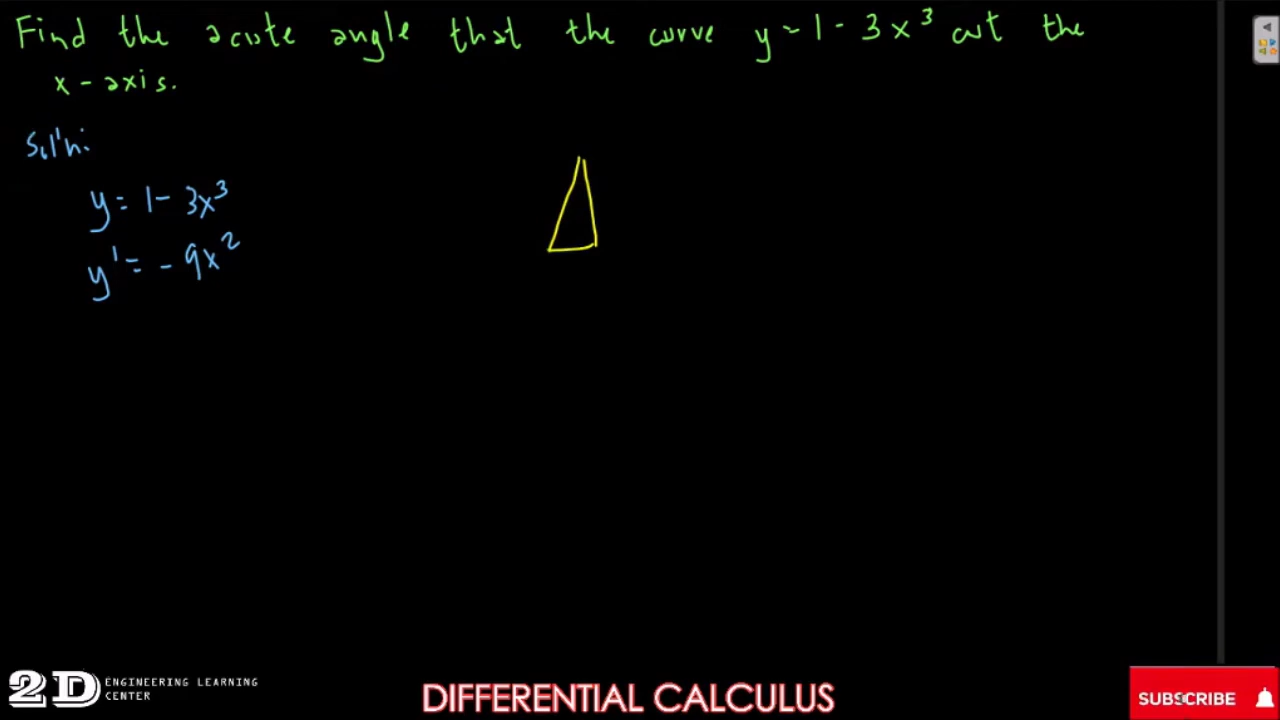 Find the acute angle that the curve y = 1 - 3x³ cut the
x - axis.
Sol'n:
y = 1 - 3x³
y' = - 9x²
2D ENGINEERING LEARNING
CENTER
DIFFERENTIAL CALCULUS
SUBSCRIBE